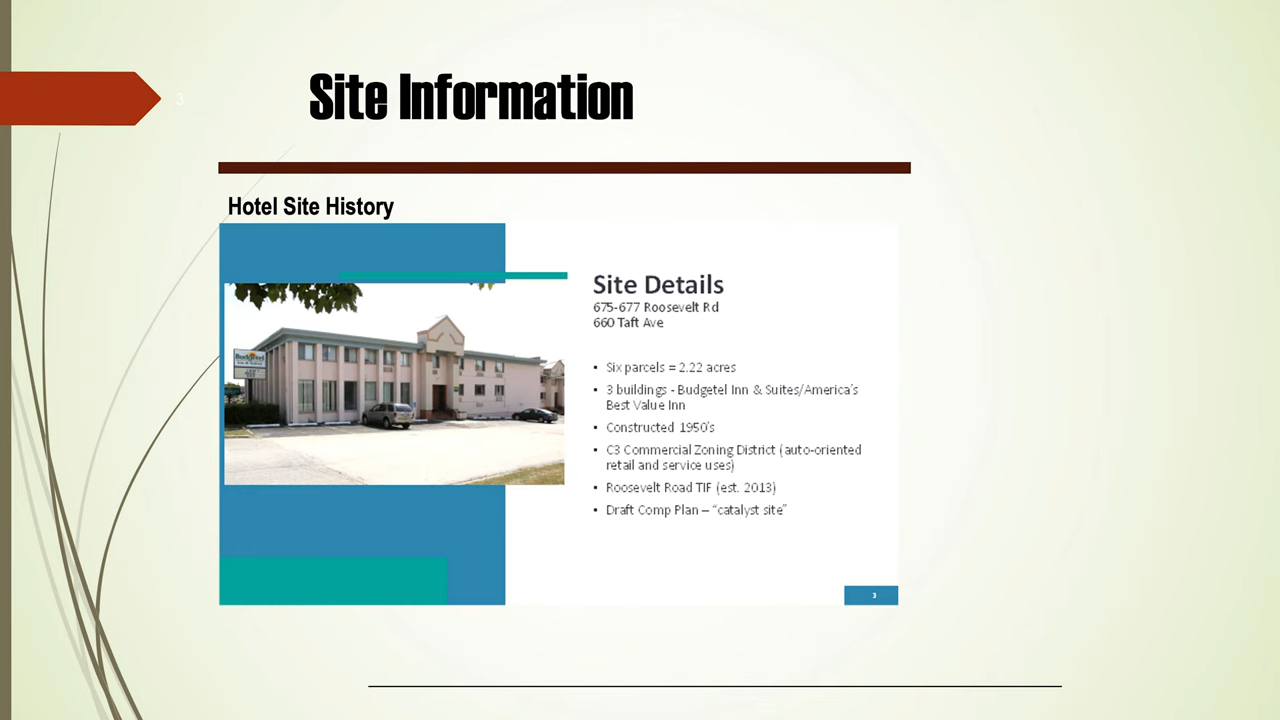 3
Site Information
Hotel Site History
Site Details
675-677 Roosevelt Rd
660 Taft Ave
▪ Six parcels = 2.22 acres
▪ 3 buildings - Budgetel Inn & Suites/America's
Best Value Inn
▪ Constructed 1950's
▪ C3 Commercial Zoning District (auto-oriented
retail and service uses)
▪ Roosevelt Road TIF (est. 2013)
▪ Draft Comp Plan – “catalyst site”
Budgetel
3